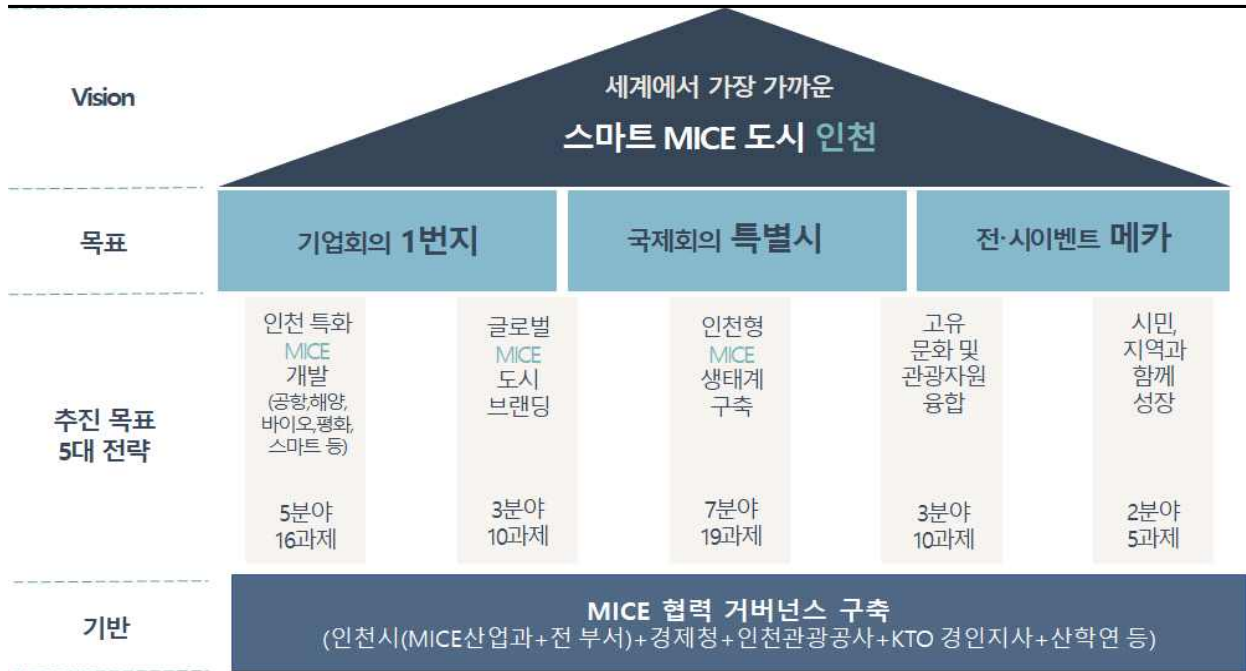 Vision
세계에서 가장 가까운
스마트 MICE 도시 인천
목표
기업회의 1번지
국제회의 특별시
전·시이벤트 메카
추진 목표
5대 전략
인천 특화
MICE
개발
(공항,해양,
바이오,평화,
스마트 등)
5분야
16과제
글로벌
MICE
도시
브랜딩
3분야
10과제
인천형
MICE
생태계
구축
7분야
19과제
고유
문화 및
관광자원
융합
3분야
10과제
시민,
지역과
함께
성장
2분야
5과제
기반
MICE 협력 거버넌스 구축
(인천시(MICE산업과+전 부서)+경제청+인천관광공사+KTO 경인지사+산학연 등)